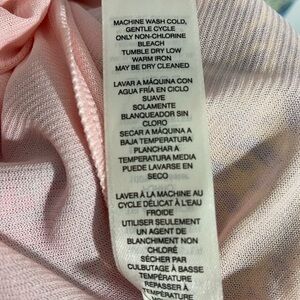 MACHINE WASH COLD,
GENTLE CYCLE
ONLY NON-CHLORINE
BLEACH
TUMBLE DRY LOW
WARM IRON
MAY BE DRY CLEANED
LAVAR A MÁQUINA CON
AGUA FRÍA EN CICLO
SUAVE
SOLAMENTE
BLANQUEADOR SIN
CLORO
SECAR A MÁQUINA A
BAJA TEMPERATURA
PLANCHAR A
TEMPERATURA MEDIA
PUEDE LAVARSE EN
SECO
LAVER À LA MACHINE AU
CYCLE DÉLICAT À L'EAU
FROIDE
UTILISER SEULEMENT
UN AGENT DE
BLANCHIMENT NON
CHLORÉ
SÉCHER PAR
CULBUTAGE À BASSE
TEMPÉRATURE
REPASSER À
TEMPÉRATURE